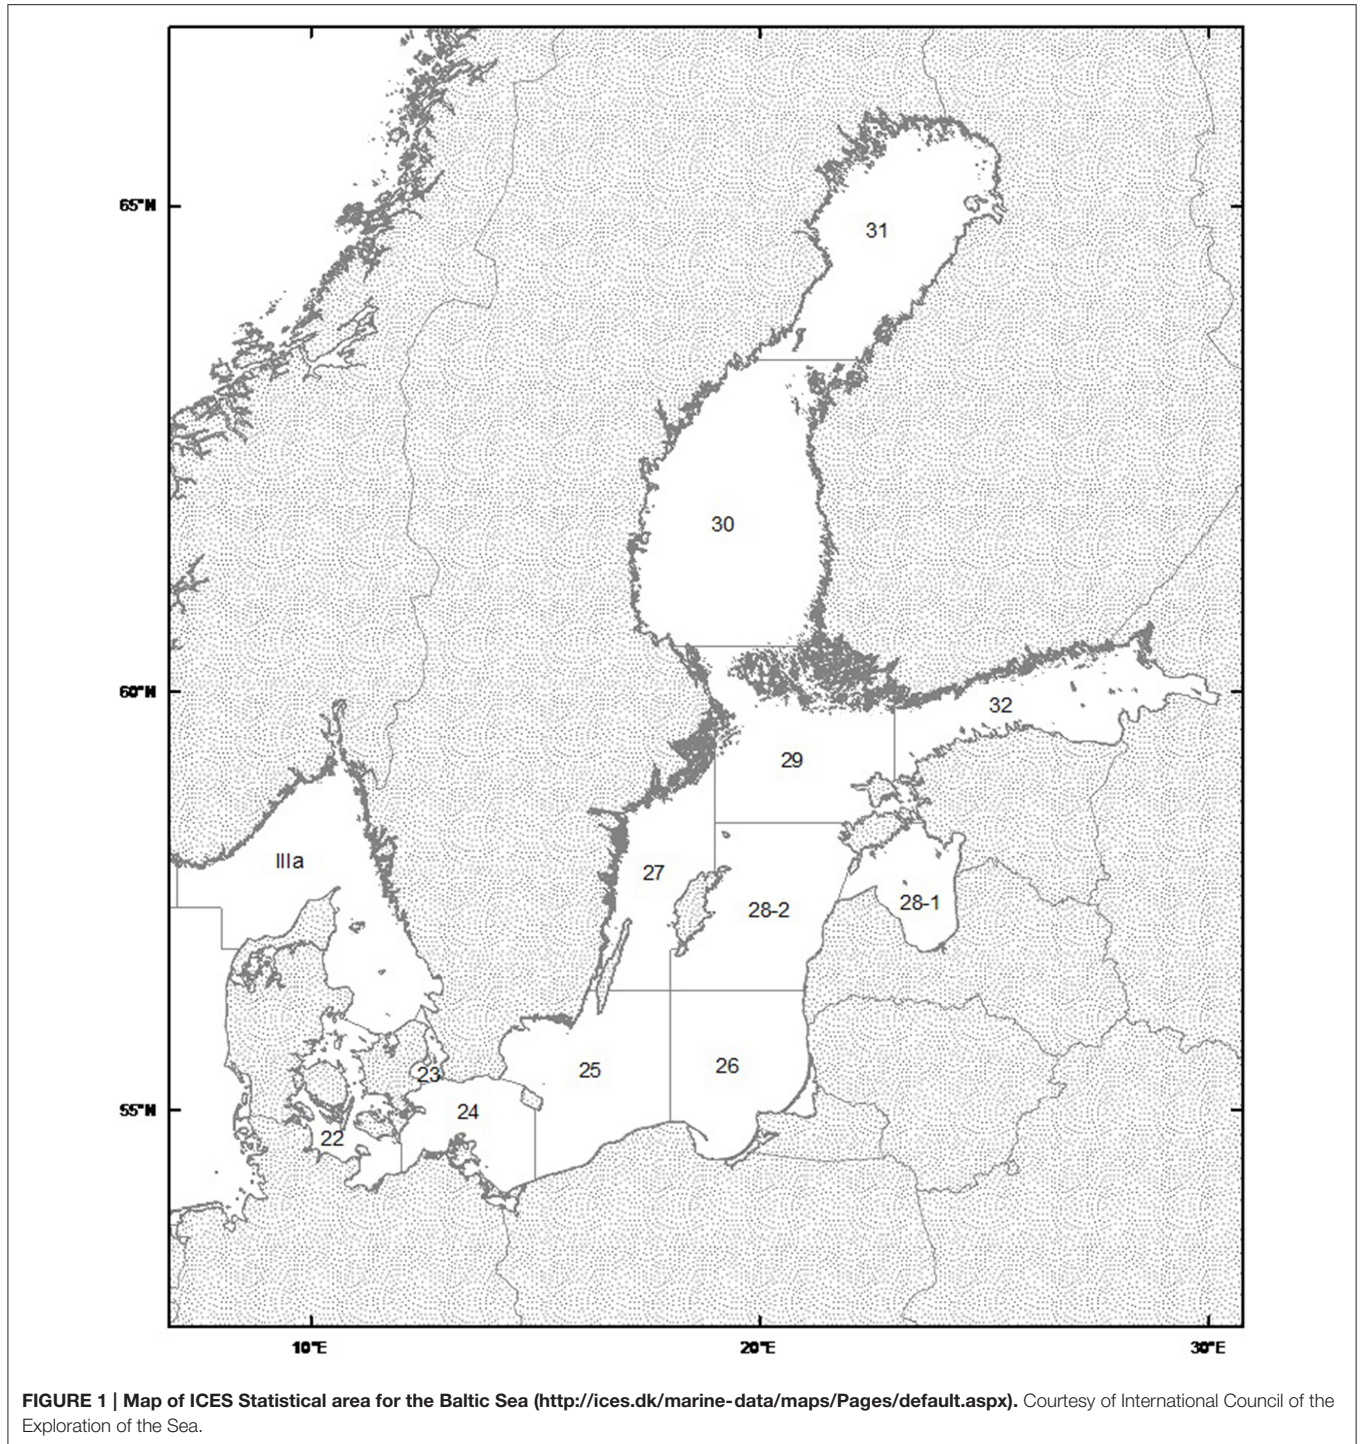 65°N
31
30
60°N
32
29
IIIa
27
28-2
28-1
25
26
23
24
55°N
22
10°E
20°E
30°E
FIGURE 1 | Map of ICES Statistical area for the Baltic Sea (http://ices.dk/marine-data/maps/Pages/default.aspx). Courtesy of International Council of the
Exploration of the Sea.